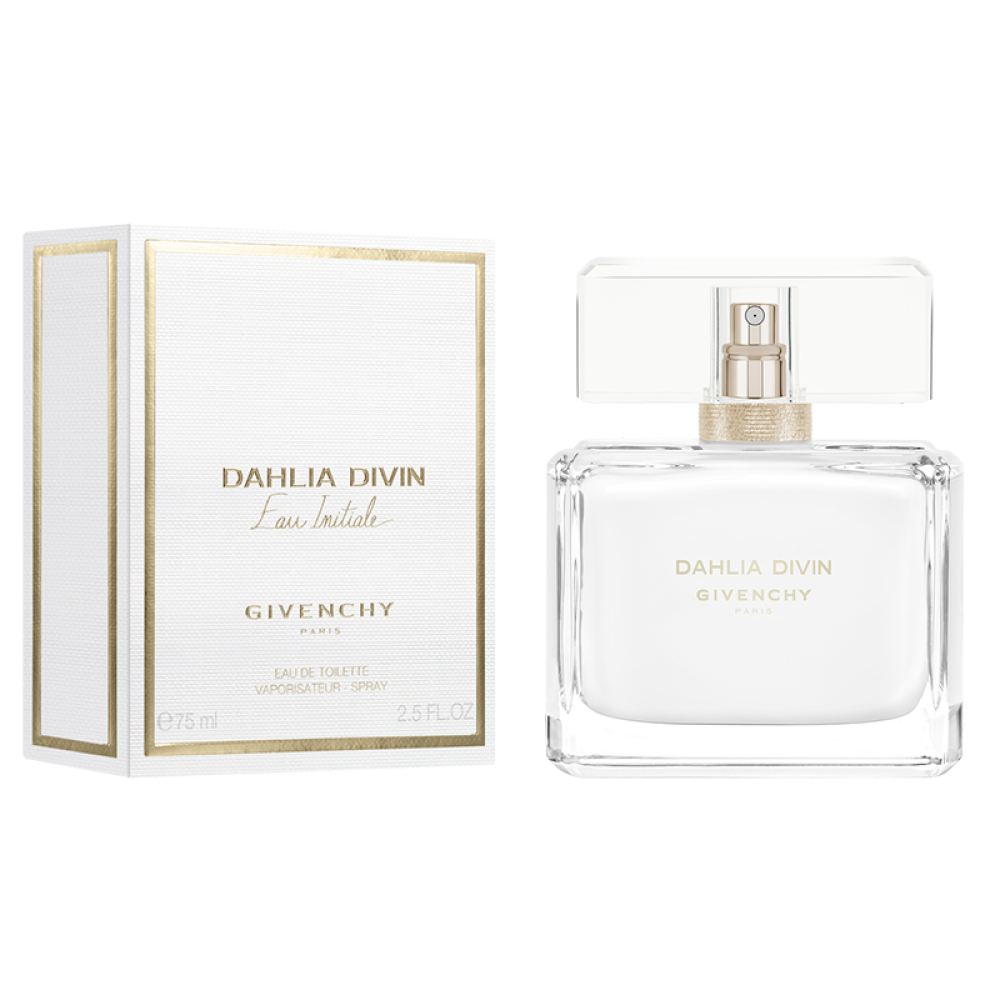 DAHLIA DIVIN
Eau Initiale
GIVENCHY
PARIS
EAU DE TOILETTE
VAPORISATEUR - SPRAY
℮75 ml
2.5 FL.OZ
DAHLIA DIVIN
GIVENCHY
PARIS